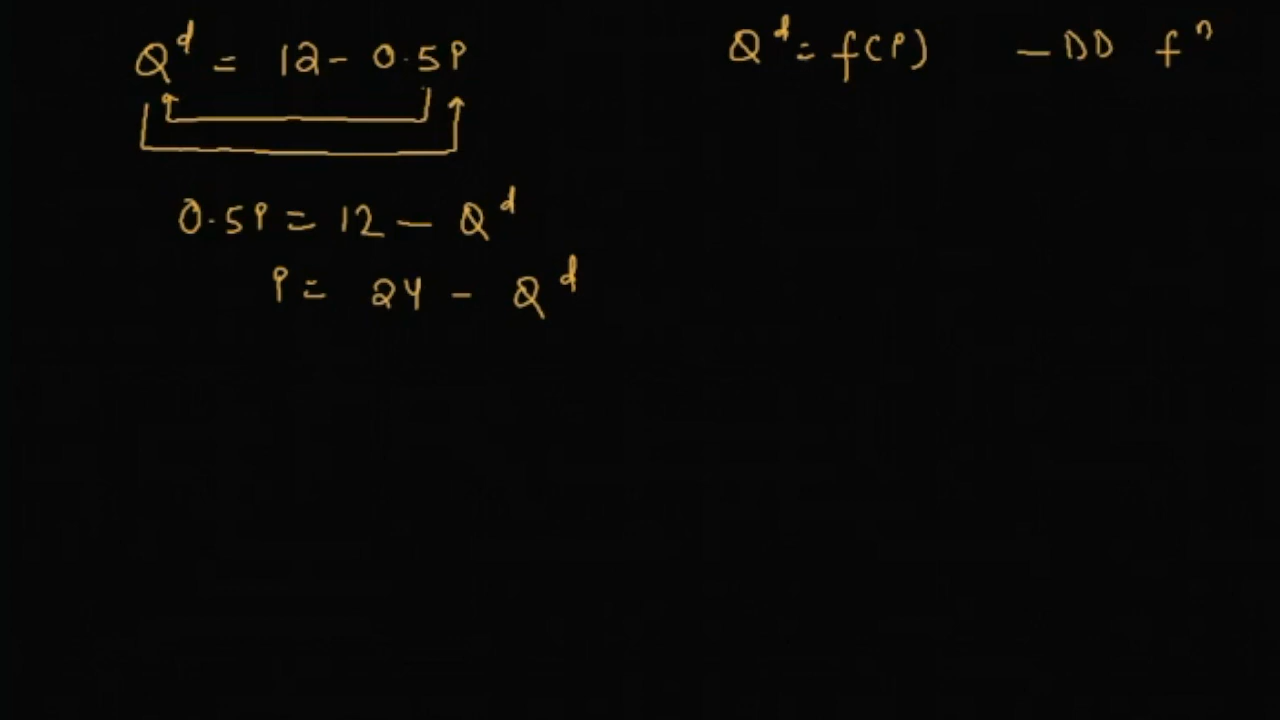 Q^d = 12 - 0.5P
Q^d = f(P) - DD f^n
0.5P = 12 - Q^d
P = 24 - Q^d